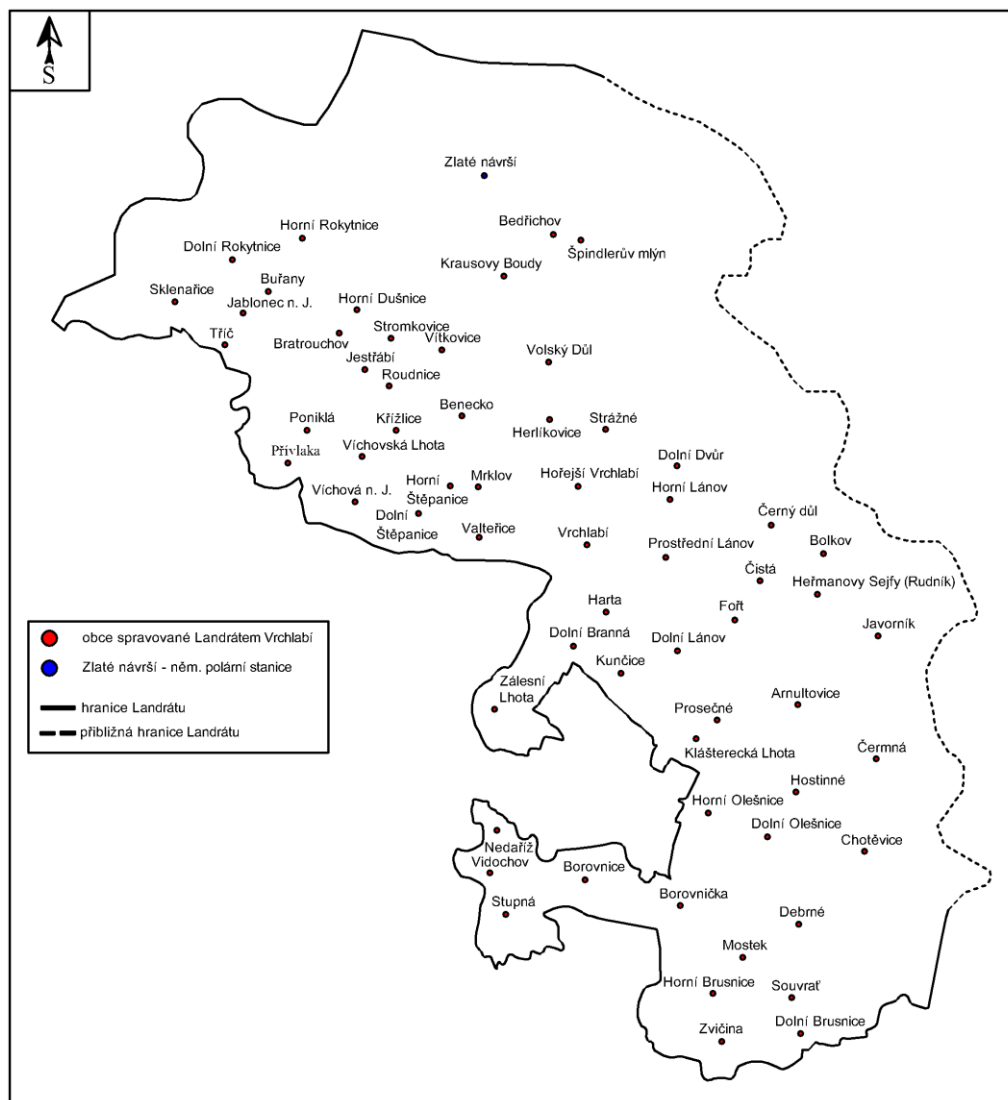 S
Zlaté návrší
Bedřichov
Horní Rokytnice
Špindlerův mlýn
Dolní Rokytnice
Krausovy Boudy
Buřany
Sklenařice
Jablonec n. J.
Horní Dušnice
Tříč
Stromkovice
Bratrouchov
Vítkovice
Volský Důl
Jestřábí
Roudnice
Benecko
Strážné
Poniklá
Křížlice
Herlíkovice
Víchovská Lhota
Přívlaka
Dolní Dvůr
Hořejší Vrchlabí
Horní
Štěpanice
Mrklov
Víchová n. J.
Horní Lánov
Dolní
Štěpanice
Černý důl
Valteřice
Vrchlabí
Prostřední Lánov
Bolkov
Čistá
Heřmanovy Sejfy (Rudník)
Harta
Fořt
Javorník
Dolní Branná
Dolní Lánov
Kunčice
Zálesní
Lhota
Arnultovice
Prosečné
Klášterecká Lhota
Čermná
Hostinné
Horní Olešnice
Dolní Olešnice
Chotěvice
Nedaříž
Vidochov
Borovnice
Stupná
Borovnička
Debrné
Mostek
Horní Brusnice
Souvrať
Zvičina
Dolní Brusnice
obce spravované Landrátem Vrchlabí
Zlaté návrší - něm. polární stanice
hranice Landrátu
přibližná hranice Landrátu